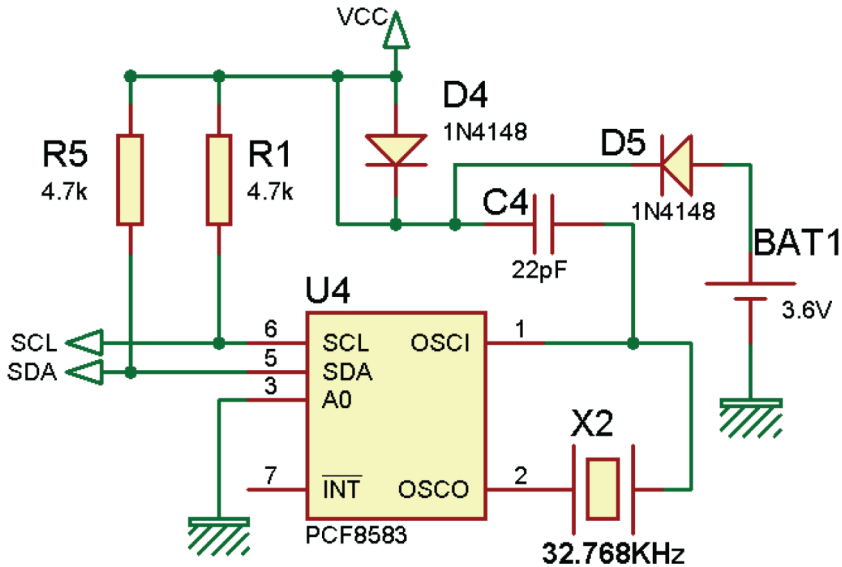 VCC
D4
1N4148
R5
4.7k
R1
4.7k
D5
1N4148
C4
22pF
BAT1
3.6V
U4
SCL
SDA
6
5
3
7
SCL
SDA
A0
INT
OSCI
OSCO
1
2
PCF8583
X2
32.768KHz